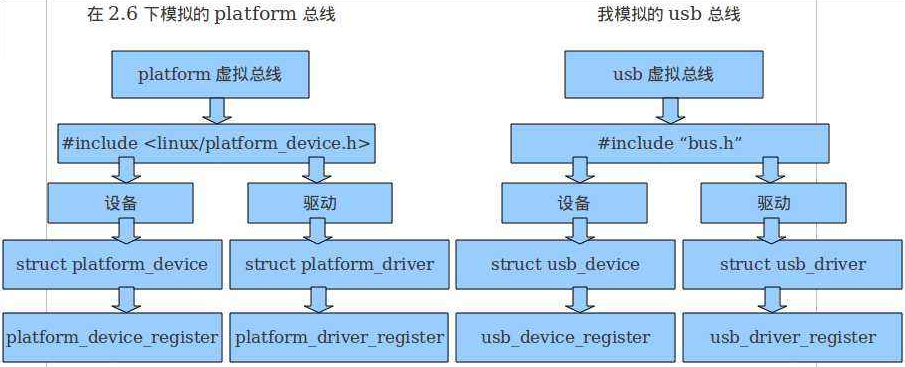 在 2.6 下模拟的 platform 总线
我模拟的 usb 总线
platform 虚拟总线
usb 虚拟总线
#include <linux/platform_device.h>
#include “bus.h”
设备
驱动
设备
驱动
struct platform_device
struct platform_driver
struct usb_device
struct usb_driver
platform_device_register
platform_driver_register
usb_device_register
usb_driver_register